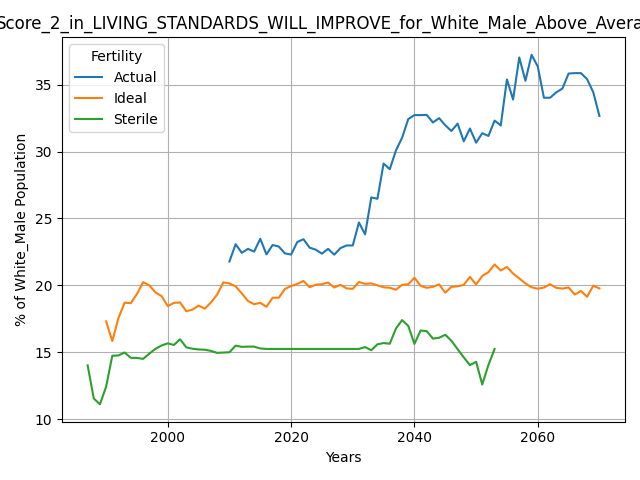 Score_2_in_LIVING_STANDARDS_WILL_IMPROVE_for_White_Male_Above_Avera
Fertility
Actual
Ideal
Sterile
% of White_Male Population
35
30
25
20
15
10
2000
2020
2040
2060
Years